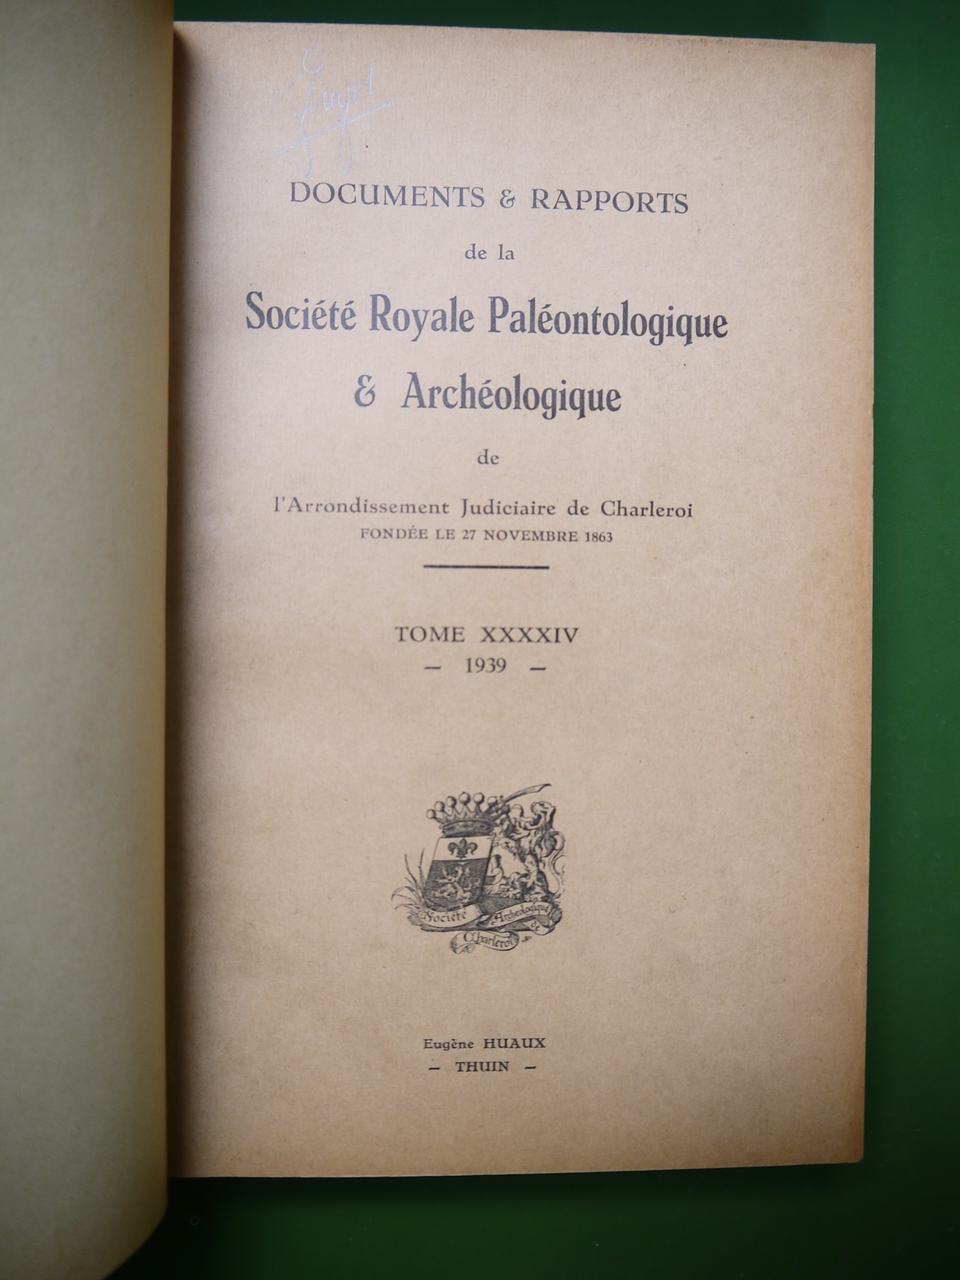 DOCUMENTS & RAPPORTS
de la
Société Royale Paléontologique
& Archéologique
de
l'Arrondissement Judiciaire de Charleroi
FONDÉE LE 27 NOVEMBRE 1863
TOME XXXXIV
— 1939 —
Société Archéologique
de
Charleroi
Eugène HUAUX
— THUIN —